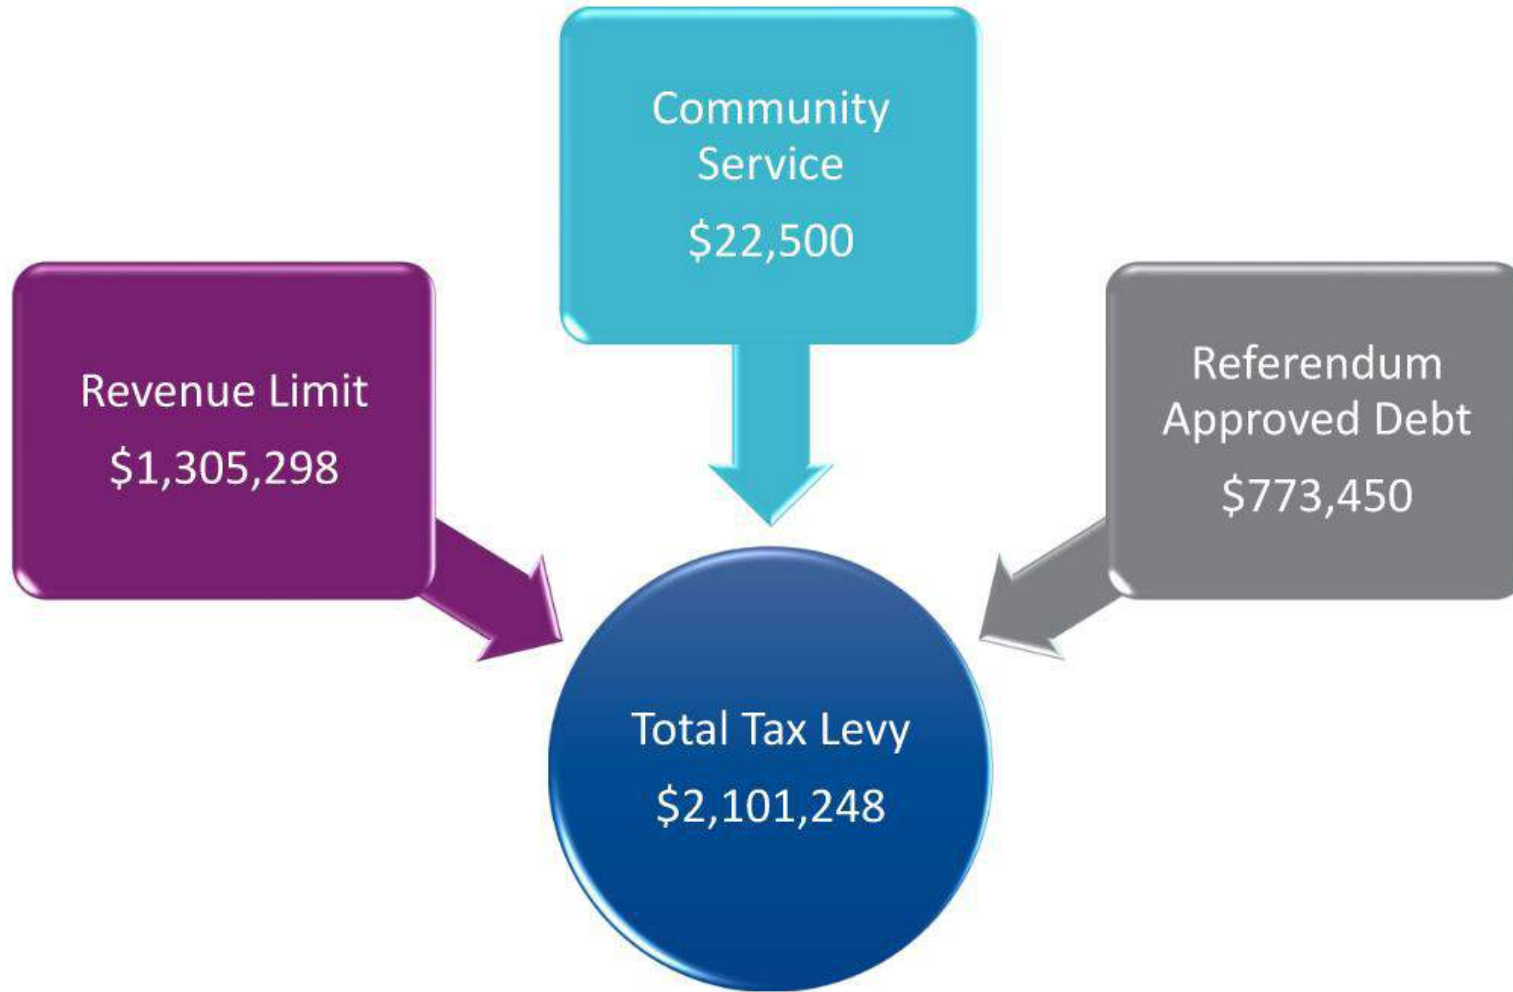 Community
Service
$22,500
Revenue Limit
$1,305,298
Referendum
Approved Debt
$773,450
Total Tax Levy
$2,101,248